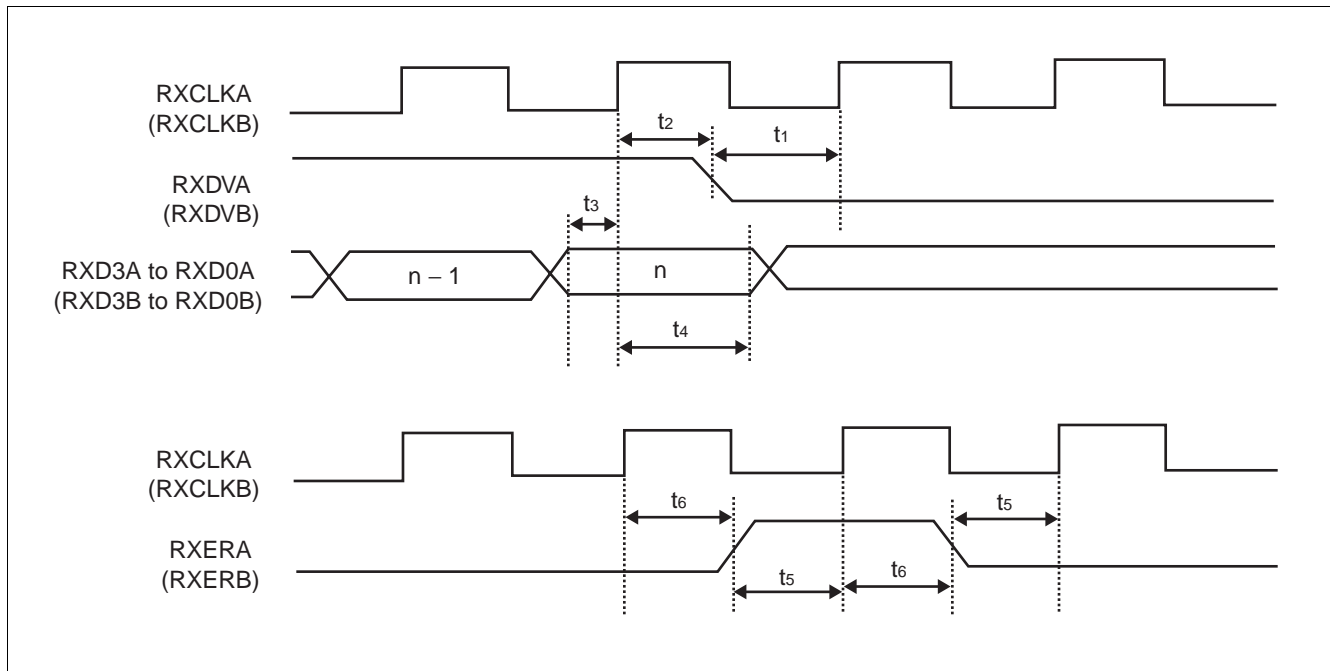 RXCLKA
(RXCLKB)
t2
t1
RXDVA
(RXDVB)
t3
RXD3A to RXD0A
(RXD3B to RXD0B)
n – 1
n
t4
RXCLKA
(RXCLKB)
t6
t5
RXERA
(RXERB)
t5
t6